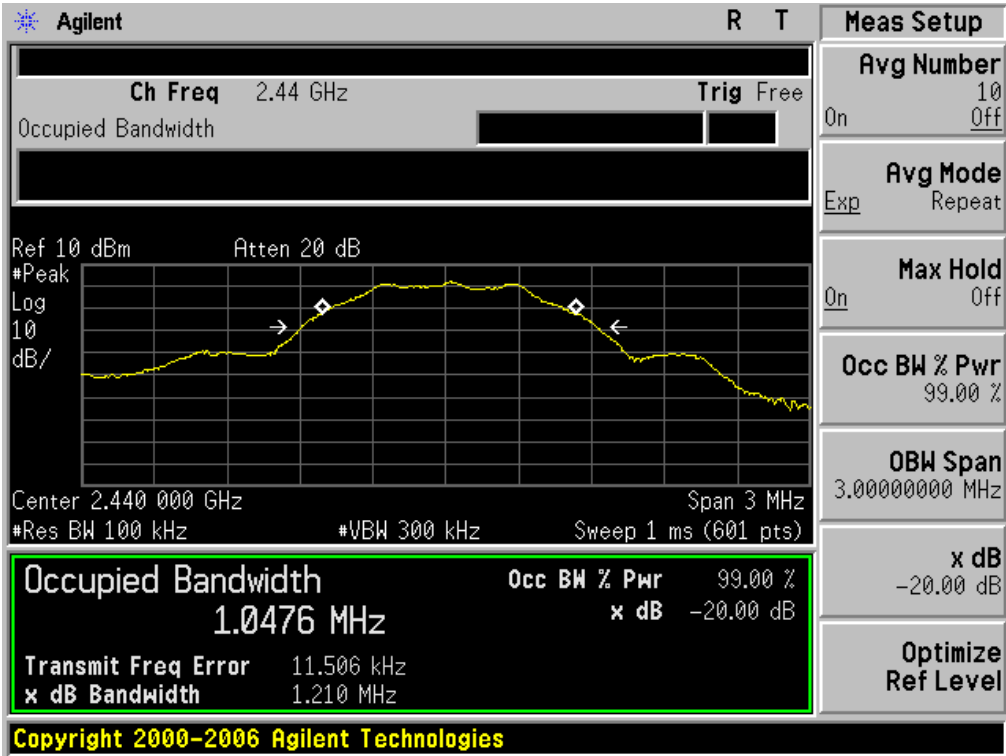 Agilent R T
Meas Setup
Ch Freq 2.44 GHz Trig Free
Occupied Bandwidth
Ref 10 dBm Atten 20 dB
#Peak
Log
10
dB/
Center 2.440 000 GHz Span 3 MHz
#Res BW 100 kHz #VBW 300 kHz Sweep 1 ms (601 pts)
Occupied Bandwidth
1.0476 MHz
Occ BW % Pwr 99.00 %
x dB -20.00 dB
Transmit Freq Error 11.506 kHz
x dB Bandwidth 1.210 MHz
Avg Number
10
On Off
Avg Mode
Exp Repeat
Max Hold
On Off
Occ BW % Pwr
99.00 %
OBW Span
3.00000000 MHz
x dB
-20.00 dB
Optimize
Ref Level
Copyright 2000-2006 Agilent Technologies